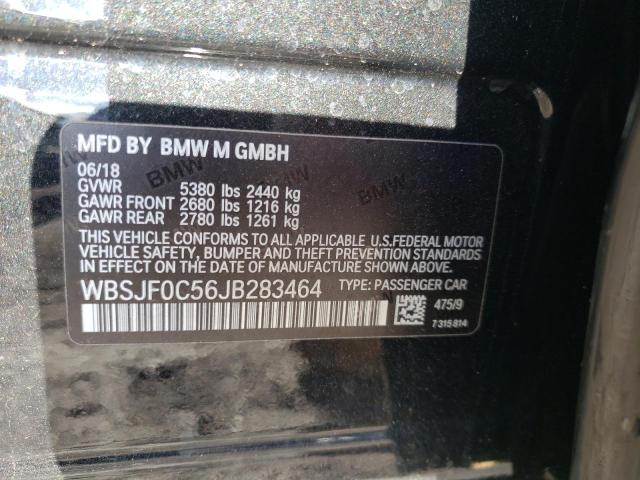 MFD BY BMW M GMBH
06/18
GVWR 5380 lbs 2440 kg
GAWR FRONT 2680 lbs 1216 kg
GAWR REAR 2780 lbs 1261 kg
THIS VEHICLE CONFORMS TO ALL APPLICABLE U.S.FEDERAL MOTOR
VEHICLE SAFETY, BUMPER AND THEFT PREVENTION STANDARDS
IN EFFECT ON THE DATE OF MANUFACTURE SHOWN ABOVE.
WBSJF0C56JB283464 TYPE: PASSENGER CAR
475/9
7315814
BMW
BMW